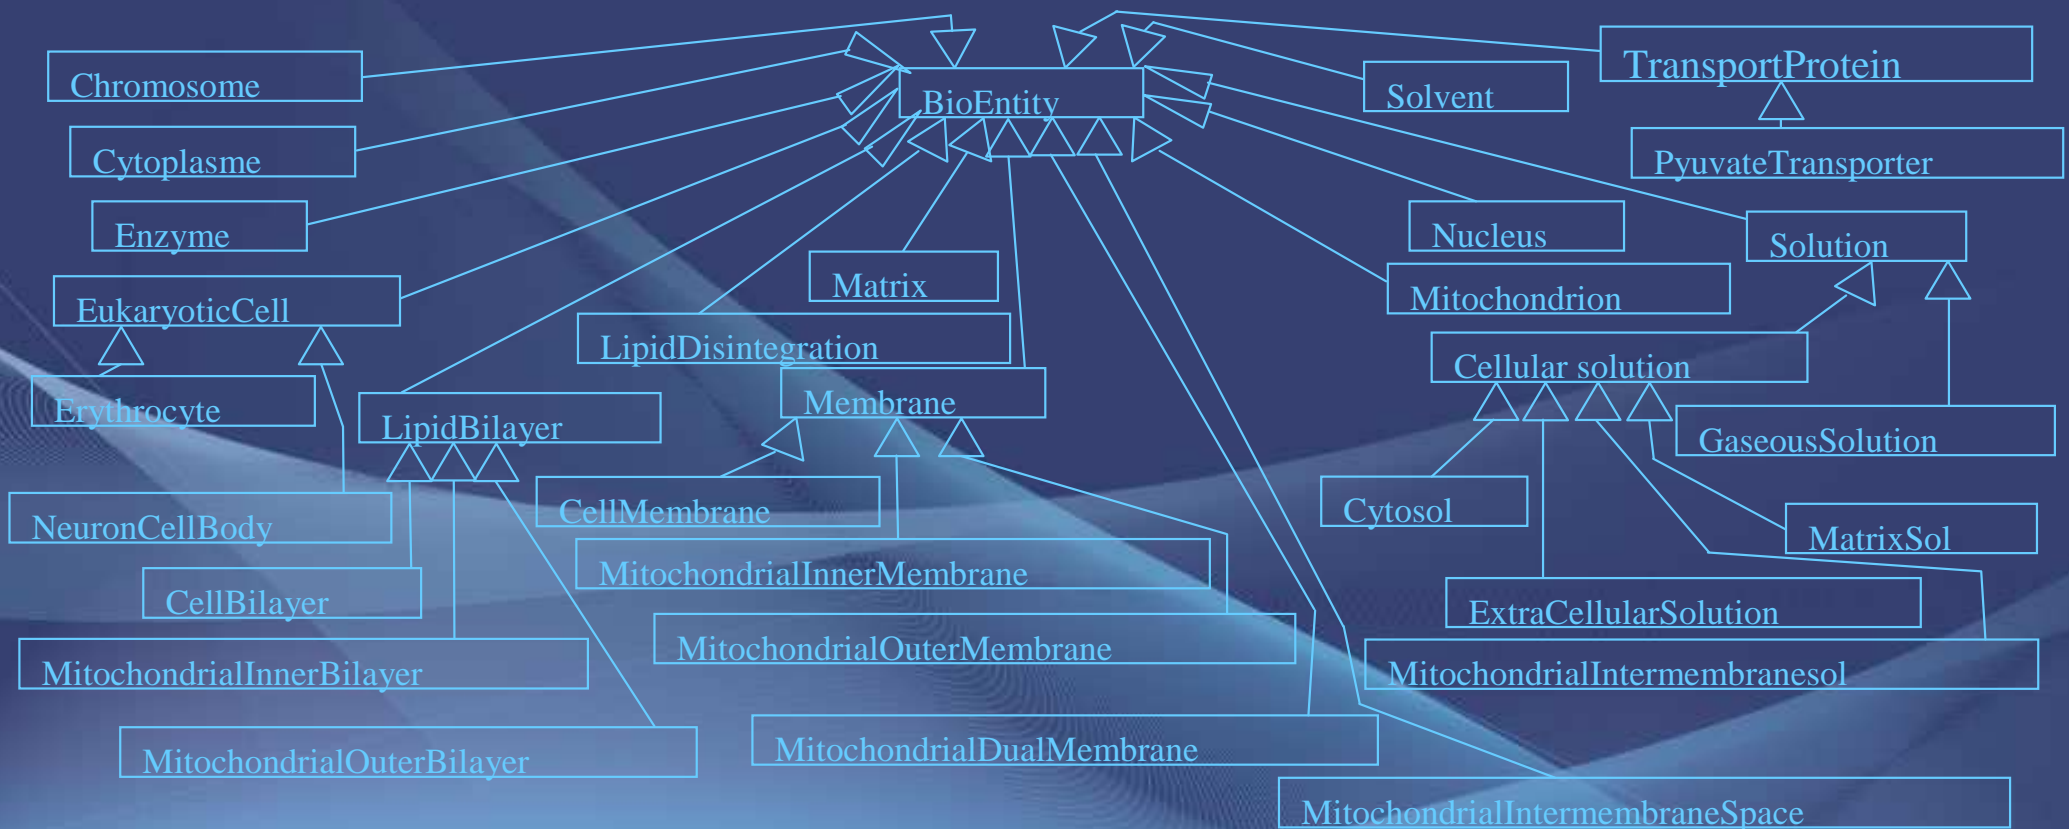 TransportProtein
Chromosome
BioEntity
Solvent
Cytoplasme
PyuvateTransporter
Enzyme
Nucleus
Solution
EukaryoticCell
Matrix
Mitochondrion
LipidDisintegration
Cellular solution
Erythrocyte
LipidBilayer
Membrane
GaseousSolution
NeuronCellBody
CellMembrane
Cytosol
MatrixSol
CellBilayer
MitochondrialInnerMembrane
ExtraCellularSolution
MitochondrialInnerBilayer
MitochondrialOuterMembrane
MitochondrialIntermembranesol
MitochondrialOuterBilayer
MitochondrialDualMembrane
MitochondrialIntermembraneSpace